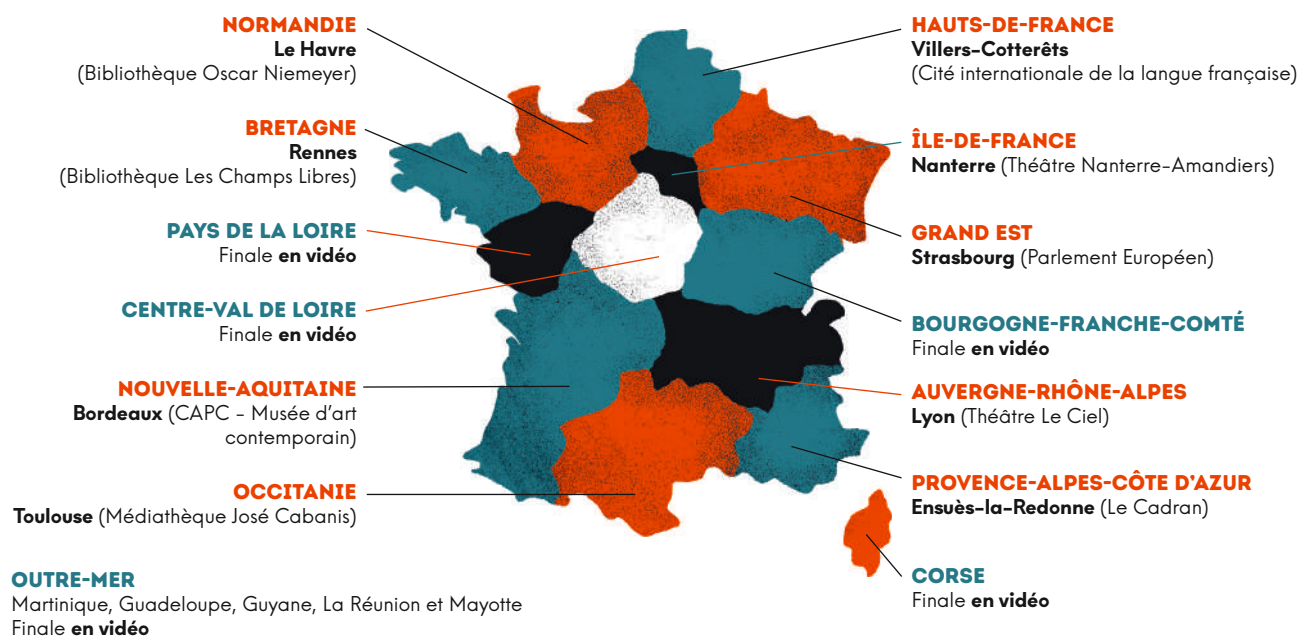 NORMANDIE
Le Havre
(Bibliothèque Oscar Niemeyer)
BRETAGNE
Rennes
(Bibliothèque Les Champs Libres)
PAYS DE LA LOIRE
Finale en vidéo
CENTRE-VAL DE LOIRE
Finale en vidéo
NOUVELLE-AQUITAINE
Bordeaux (CAPC - Musée d'art
contemporain)
OCCITANIE
Toulouse (Médiathèque José Cabanis)
OUTRE-MER
Martinique, Guadeloupe, Guyane, La Réunion et Mayotte
Finale en vidéo
HAUTS-DE-FRANCE
Villers-Cotterêts
(Cité internationale de la langue française)
ÎLE-DE-FRANCE
Nanterre (Théâtre Nanterre-Amandiers)
GRAND EST
Strasbourg (Parlement Européen)
BOURGOGNE-FRANCHE-COMTÉ
Finale en vidéo
AUVERGNE-RHÔNE-ALPES
Lyon (Théâtre Le Ciel)
PROVENCE-ALPES-CÔTE D'AZUR
Ensuès-la-Redonne (Le Cadran)
CORSE
Finale en vidéo